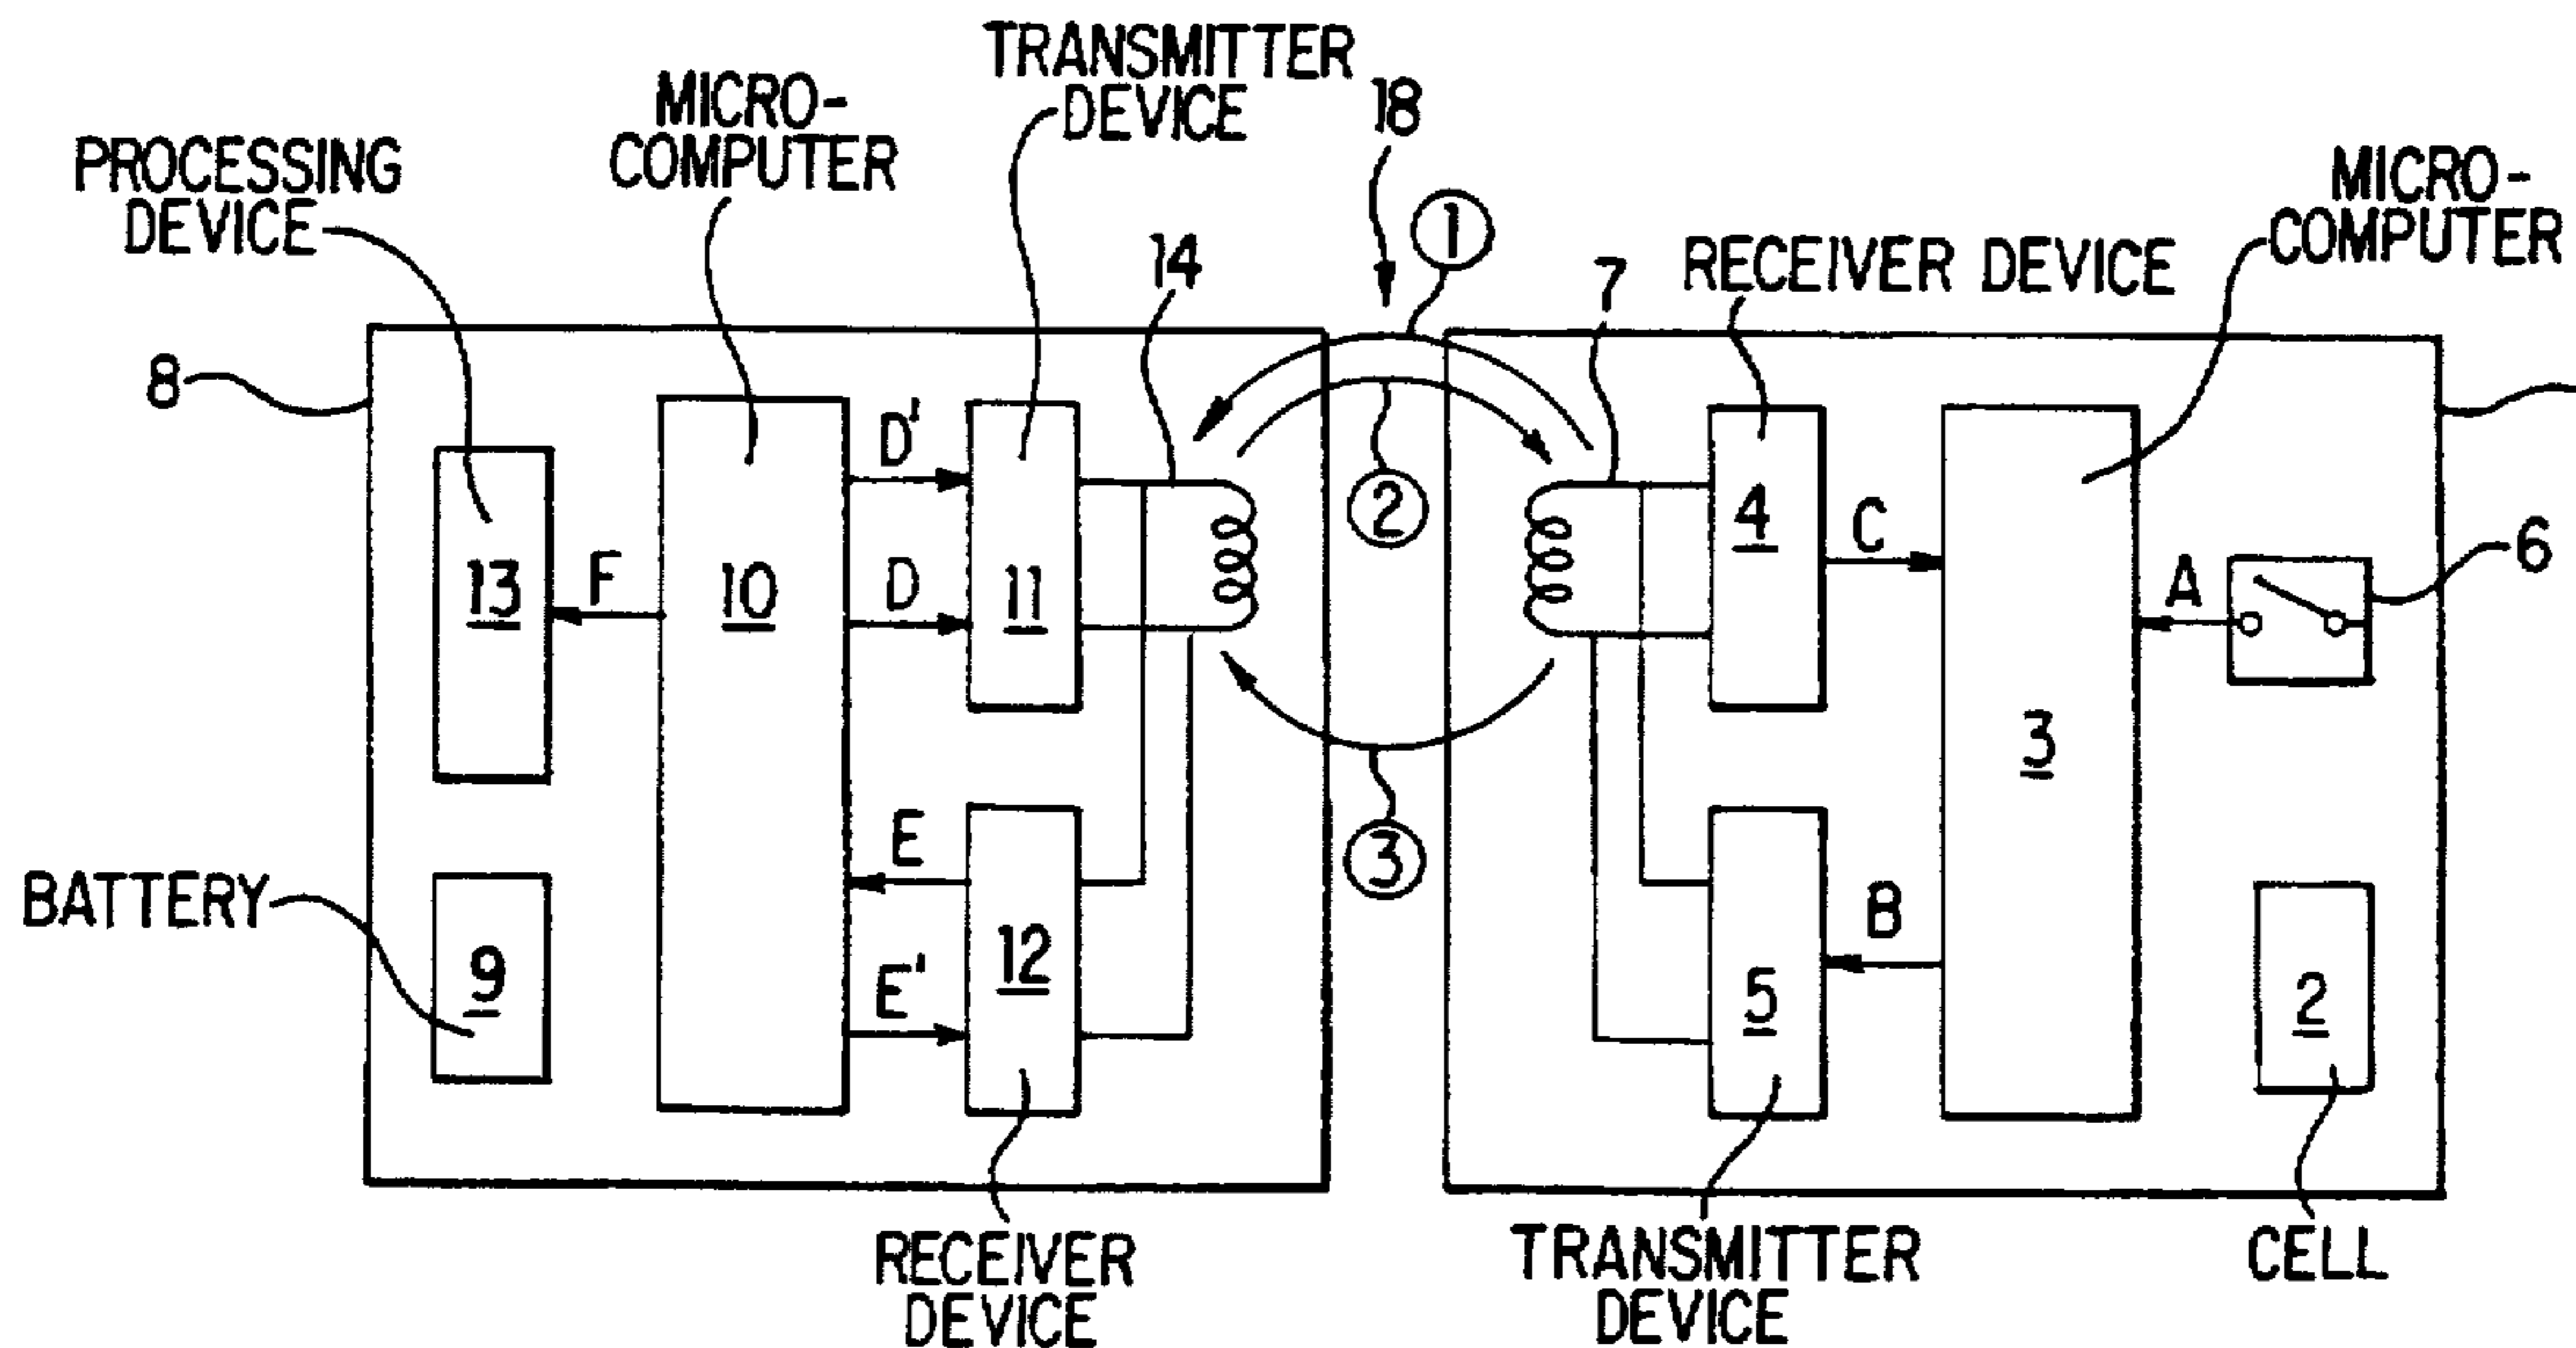 TRANSMITTER
DEVICE
18
MICRO-
COMPUTER
PROCESSING
DEVICE
1
MICRO-
COMPUTER
14
7
RECEIVER DEVICE
8
D'
2
4
C
6
13
F
10
D
11
A
3
E
3
BATTERY
9
E'
12
B
5
2
RECEIVER
DEVICE
TRANSMITTER
DEVICE
CELL